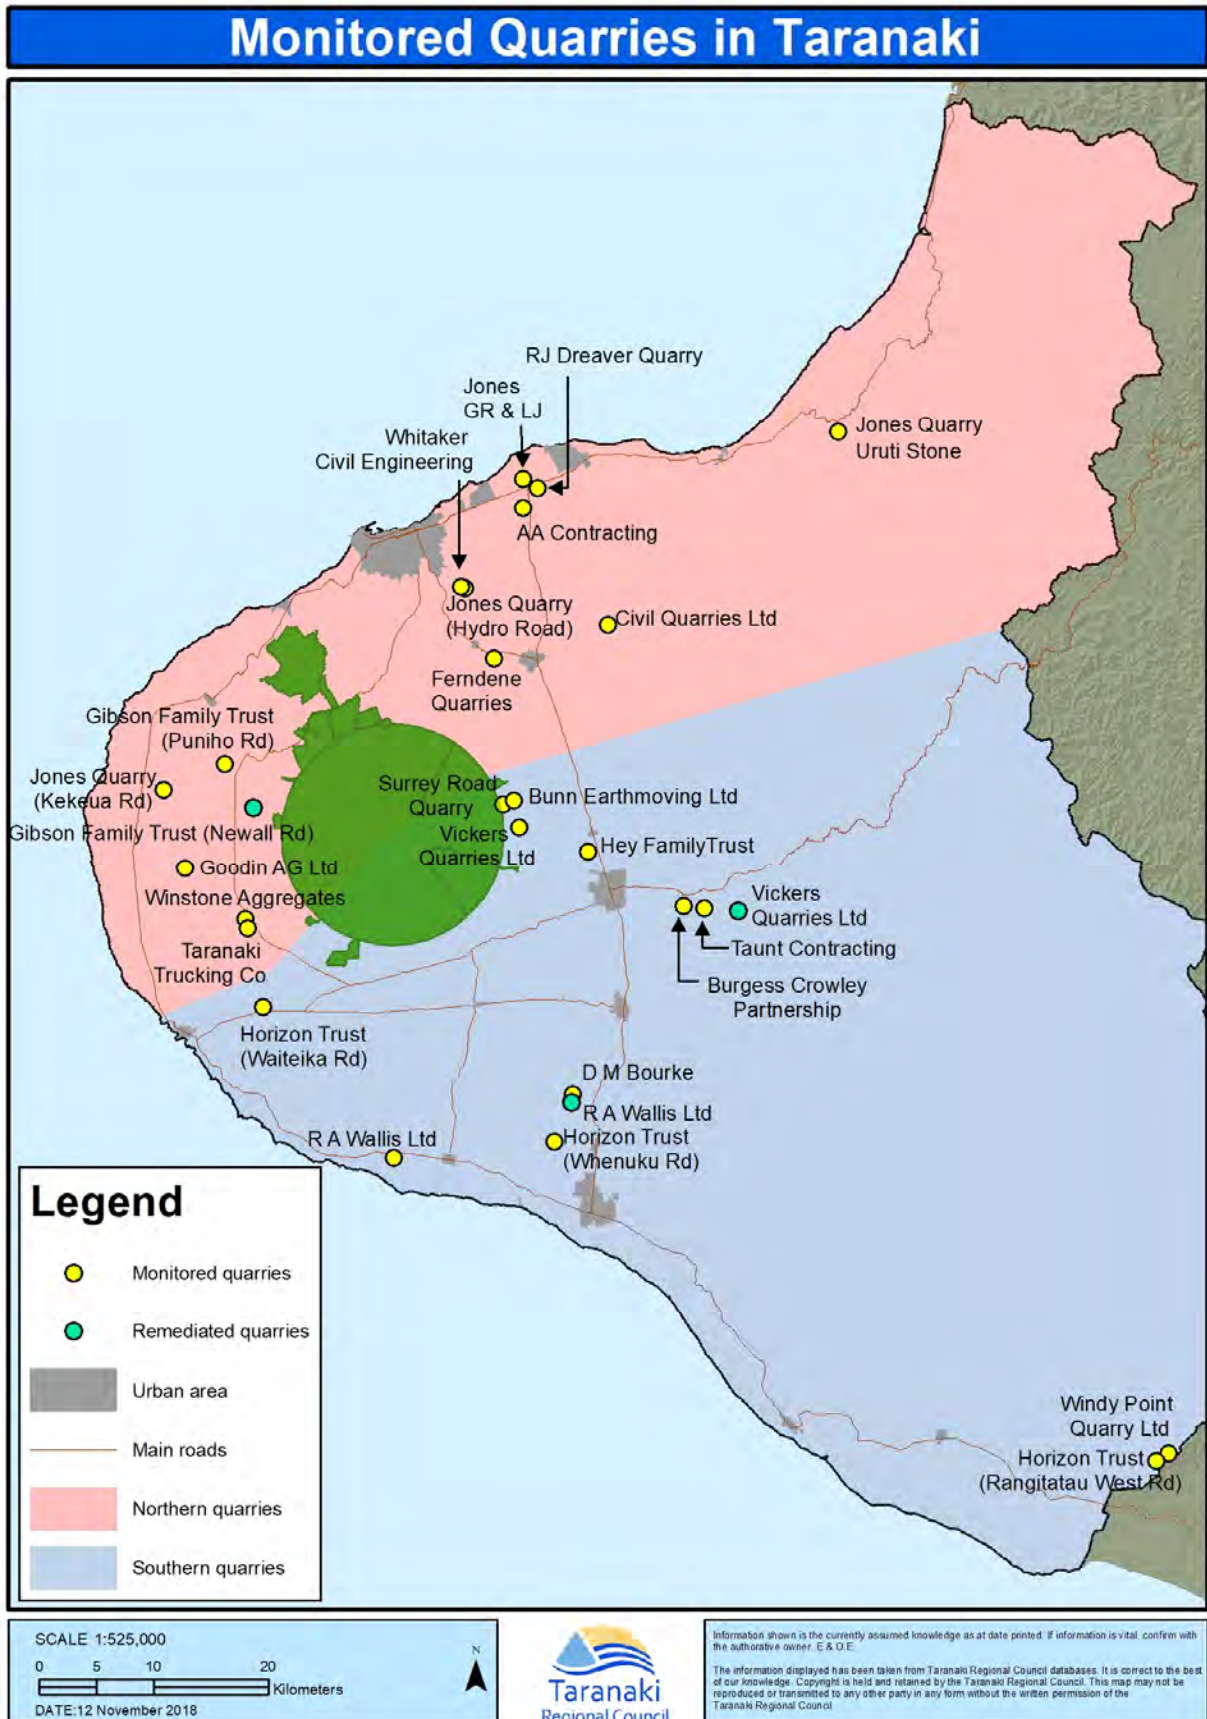 Monitored Quarries in Taranaki
RJ Dreaver Quarry
Jones
GR & LJ
Whitaker
Civil Engineering
Jones Quarry
Uruti Stone
AA Contracting
Jones Quarry
(Hydro Road)
Civil Quarries Ltd
Ferndene
Quarries
Gibson Family Trust
(Puniho Rd)
Jones Quarry
(Kekeua Rd)
Gibson Family Trust (Newall Rd)
Surrey Road
Quarry
Bunn Earthmoving Ltd
Vickers
Quarries Ltd
Hey FamilyTrust
Goodin AG Ltd
Winstone Aggregates
Taranaki
Trucking Co
Vickers
Quarries Ltd
Taunt Contracting
Burgess Crowley
Partnership
Horizon Trust
(Waiteika Rd)
D M Bourke
R A Wallis Ltd
Horizon Trust
(Whenuku Rd)
R A Wallis Ltd
Windy Point
Quarry Ltd
Horizon Trust
(Rangitatau West Rd)
Legend
Monitored quarries
Remediated quarries
Urban area
Main roads
Northern quarries
Southern quarries
SCALE 1:525,000
0 5 10 20
Kilometers
DATE:12 November 2018
N
Taranaki
Regional Council
Information shown is the currently assumed knowledge as at date printed. If information is vital, confirm with
the authorative owner. E & O E.
The information displayed has been taken from Taranaki Regional Council databases. It is correct to the best
of our knowledge. Copyright is held and retained by the Taranaki Regional Council. This map may not be
reproduced or transmitted to any other party in any form without the written permission of the
Taranaki Regional Council